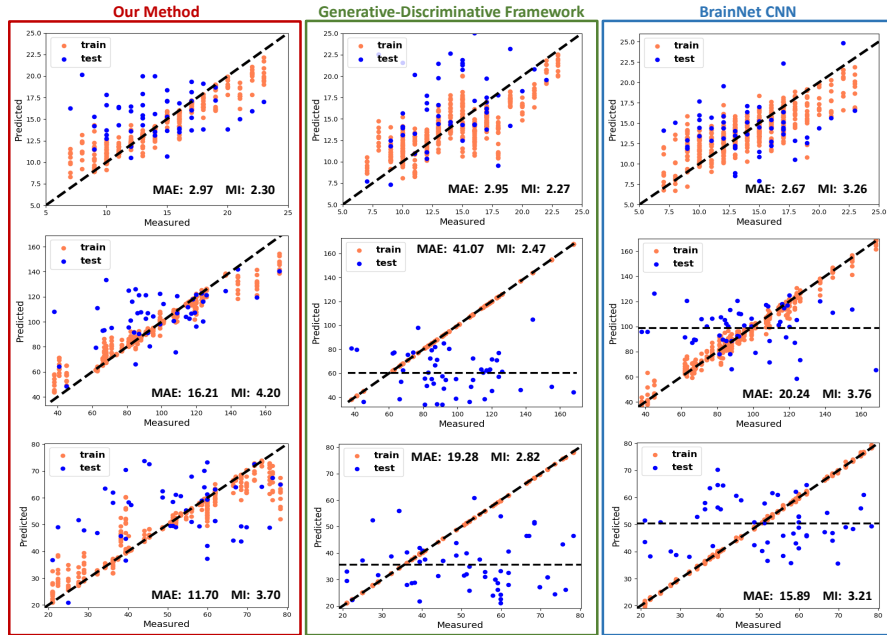 Our Method
Generative-Discriminative Framework
BrainNet CNN
25.0
22.5
20.0
17.5
15.0
12.5
10.0
7.5
5.0
Predicted
train
test
MAE: 2.97 MI: 2.30
5 10 15 20 25
Measured
25.0
22.5
20.0
17.5
15.0
12.5
10.0
7.5
5.0
Predicted
train
test
MAE: 2.95 MI: 2.27
5.0 7.5 10.0 12.5 15.0 17.5 20.0 22.5 25.0
Measured
25.0
22.5
20.0
17.5
15.0
12.5
10.0
7.5
5.0
Predicted
train
test
MAE: 2.67 MI: 3.26
5.0 7.5 10.0 12.5 15.0 17.5 20.0 22.5 25.0
Measured
160
140
120
100
80
60
40
Predicted
train
test
MAE: 16.21 MI: 4.20
40 60 80 100 120 140 160
Measured
160
140
120
100
80
60
40
Predicted
train
test
MAE: 41.07 MI: 2.47
40 60 80 100 120 140 160
Measured
160
140
120
100
80
60
40
Predicted
train
test
MAE: 20.24 MI: 3.76
40 60 80 100 120 140 160
Measured
80
70
60
50
40
30
20
Predicted
train
test
MAE: 11.70 MI: 3.70
20 30 40 50 60 70 80
Measured
80
70
60
50
40
30
20
Predicted
train
test
MAE: 19.28 MI: 2.82
20 30 40 50 60 70 80
Measured
80
70
60
50
40
30
20
Predicted
train
test
MAE: 15.89 MI: 3.21
20 30 40 50 60 70 80
Measured